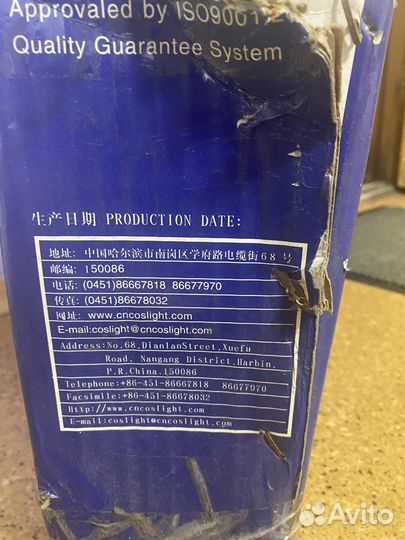 Approvaled by ISO9001:2
Quality Guarantee System
生产日期 PRODUCTION DATE:
地址: 中国哈尔滨市南岗区学府路电缆街68号
邮编: 150086
电话: (0451)86667818 86677970
传真: (0451)86678032
网址: www.cncoslight.com
E-mail:coslight@cncoslight.com
Address:No.68,DianlanStreet,Xuefu
Road, Nangang District,Harbin,
P.R.China.150086
Telephone:+86-451-86667818 86677970
Facsimile:+86-451-86678032
Http://www.cncoslight.com
E-mail:coslight@cncoslight.com
Avito